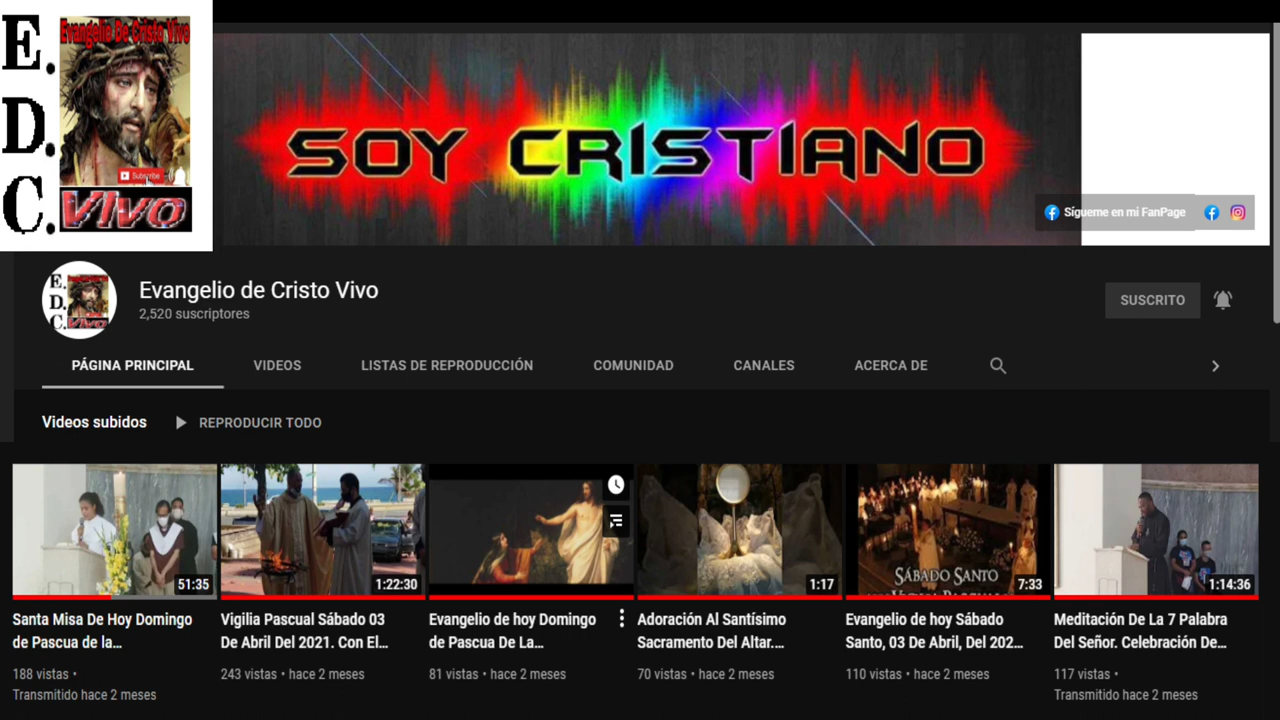 E.
D.
C.
Evangelio De Cristo Vivo
Subscribe
Vivo
SOY CRISTIANO
Sígueme en mi FanPage
Evangelio de Cristo Vivo
2,520 suscriptores
SUSCRITO
PÁGINA PRINCIPAL VIDEOS LISTAS DE REPRODUCCIÓN COMUNIDAD CANALES ACERCA DE
Videos subidos REPRODUCIR TODO
51:35
1:22:30
1:17
SÁBADO SANTO
7:33
1:14:36
Santa Misa De Hoy Domingo
de Pascua de la...
188 vistas •
Transmitido hace 2 meses
Vigilia Pascual Sábado 03
De Abril Del 2021. Con El...
243 vistas • hace 2 meses
Evangelio de hoy Domingo
de Pascua De La...
81 vistas • hace 2 meses
Adoración Al Santísimo
Sacramento Del Altar....
70 vistas • hace 2 meses
Evangelio de hoy Sábado
Santo, 03 De Abril, Del 202...
110 vistas • hace 2 meses
Meditación De La 7 Palabra
Del Señor. Celebración De...
117 vistas •
Transmitido hace 2 meses